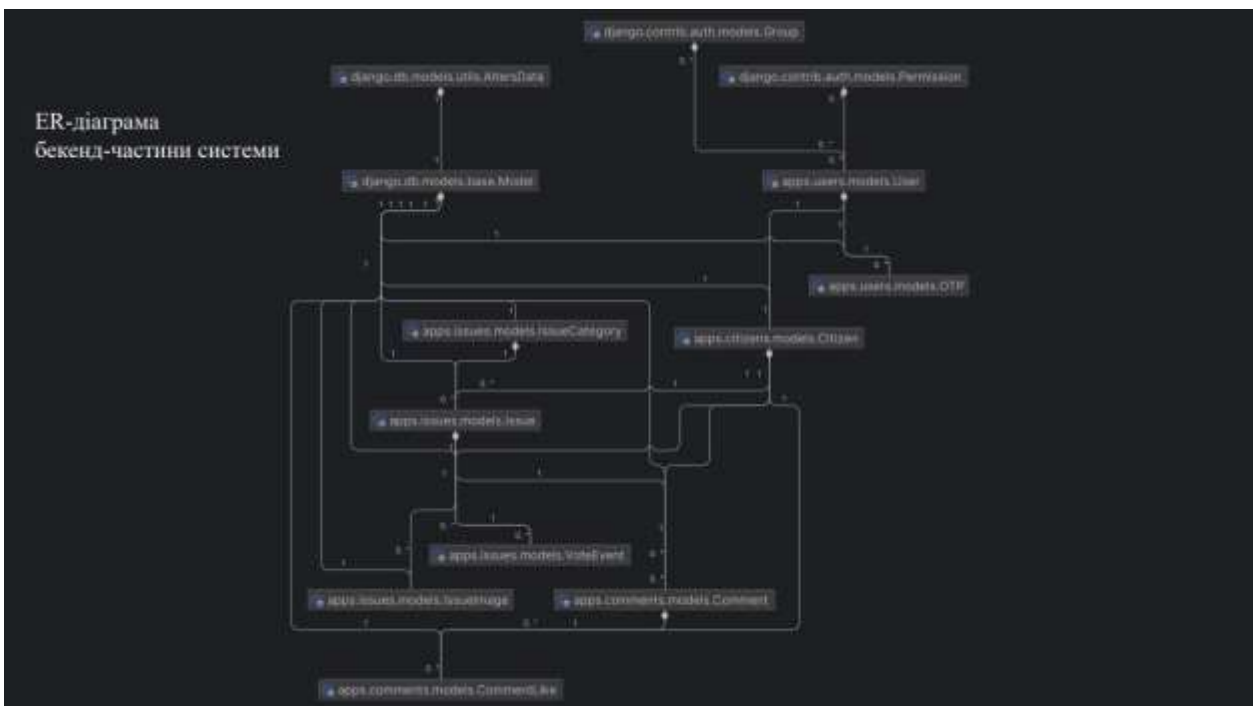 django.contrib.auth.models.Group
django.db.models.utils.AltersData
django.contrib.auth.models.Permission
ER-діаграма
бекенд-частини системи
django.db.models.base.Model
apps.users.models.User
apps.users.models.OTP
apps.issues.models.IssueCategory
apps.citizens.models.Citizen
apps.issues.models.Issue
apps.issues.models.VoteEvent
apps.issues.models.IssueImage
apps.comments.models.Comment
apps.comments.models.CommentLike